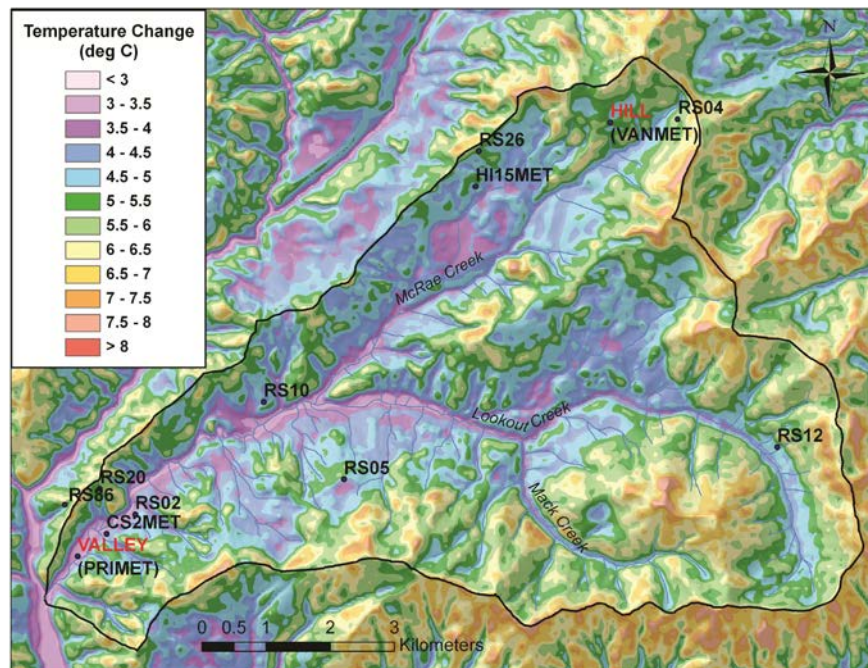 Temperature Change
(deg C)
< 3
3 - 3.5
3.5 - 4
4 - 4.5
4.5 - 5
5 - 5.5
5.5 - 6
6 - 6.5
6.5 - 7
7 - 7.5
7.5 - 8
> 8
N
HILL
(VANMET)
RS04
RS26
HI15MET
McRae Creek
RS10
Lookout Creek
RS12
RS05
Mack Creek
RS20
RS86
RS02
CS2MET
VALLEY
(PRIMET)
0 0.5 1 2 3
Kilometers